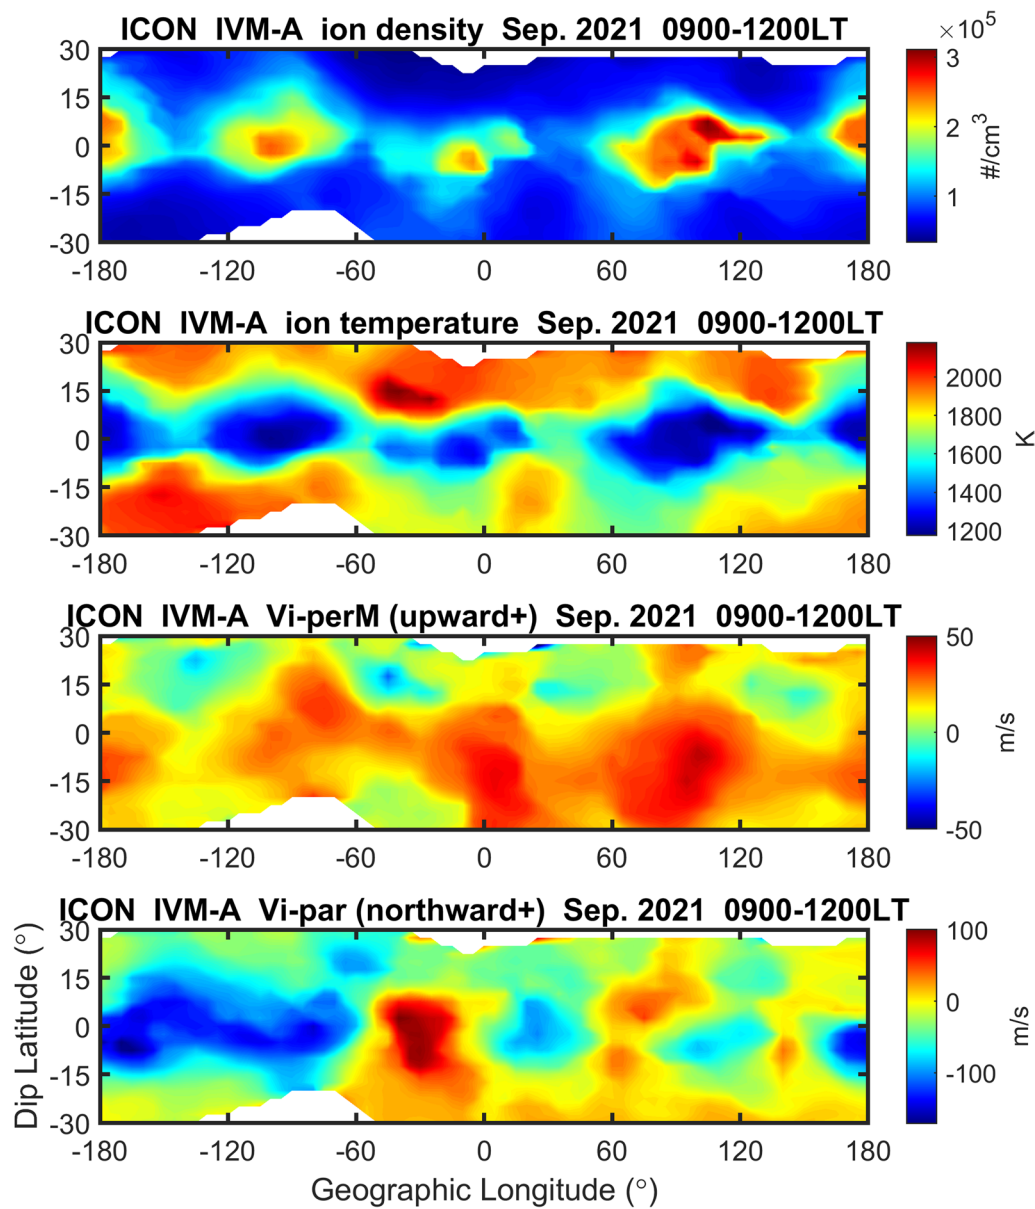 ICON IVM-A ion density Sep. 2021 0900-1200LT
×10⁵
30
15
0
-15
-30
-180 -120 -60 0 60 120 180
3
2
1
#/cm³
ICON IVM-A ion temperature Sep. 2021 0900-1200LT
30
15
0
-15
-30
-180 -120 -60 0 60 120 180
2000
1800
1600
1400
1200
K
ICON IVM-A Vi-perM (upward+) Sep. 2021 0900-1200LT
30
15
0
-15
-30
-180 -120 -60 0 60 120 180
50
0
-50
m/s
ICON IVM-A Vi-par (northward+) Sep. 2021 0900-1200LT
Dip Latitude (°)
30
15
0
-15
-30
-180 -120 -60 0 60 120 180
100
0
-100
m/s
Geographic Longitude (°)